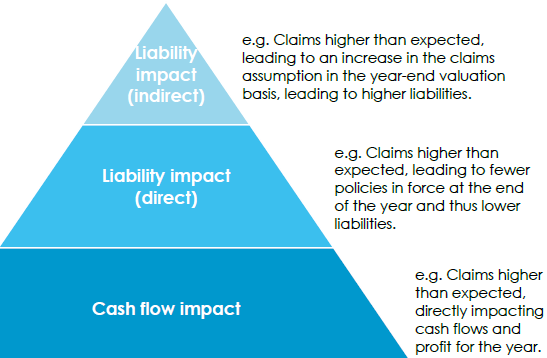 Liability
impact
(indirect)
e.g. Claims higher than expected,
leading to an increase in the claims
assumption in the year-end valuation
basis, leading to higher liabilities.
Liability impact
(direct)
e.g. Claims higher than
expected, leading to fewer
policies in force at the end
of the year and thus lower
liabilities.
Cash flow impact
e.g. Claims higher
than expected,
directly impacting
cash flows and
profit for the year.